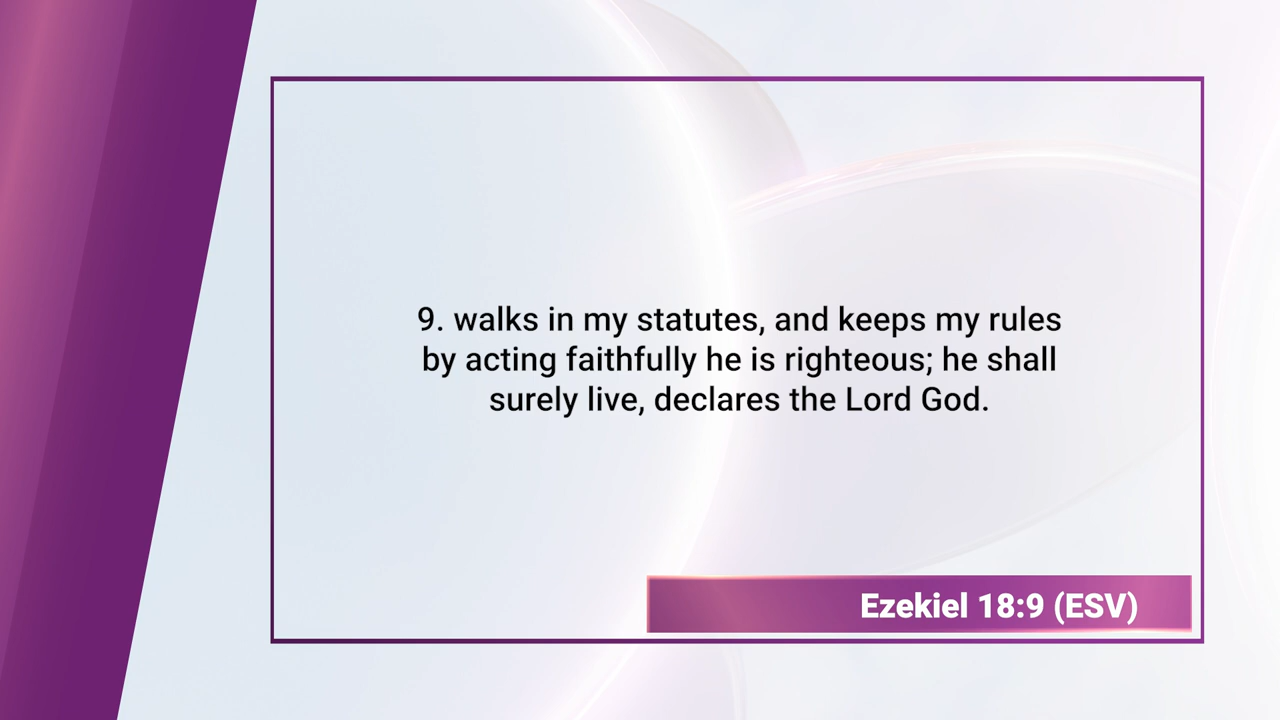 9. walks in my statutes, and keeps my rules
by acting faithfully he is righteous; he shall
surely live, declares the Lord God.
Ezekiel 18:9 (ESV)